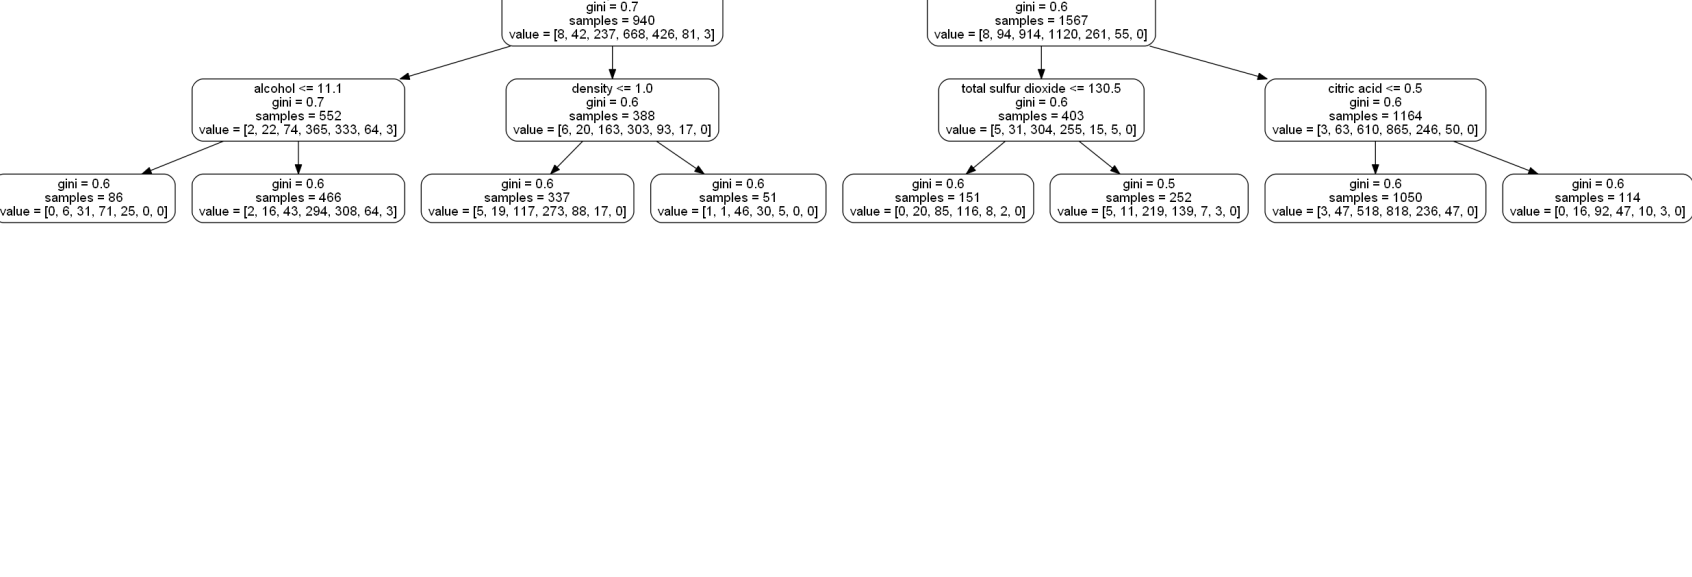 gini = 0.7
samples = 940
value = [8, 42, 237, 668, 426, 81, 3]
gini = 0.6
samples = 1567
value = [8, 94, 914, 1120, 261, 55, 0]
alcohol <= 11.1
gini = 0.7
samples = 552
value = [2, 22, 74, 365, 333, 64, 3]
density <= 1.0
gini = 0.6
samples = 388
value = [6, 20, 163, 303, 93, 17, 0]
total sulfur dioxide <= 130.5
gini = 0.6
samples = 403
value = [5, 31, 304, 255, 15, 5, 0]
citric acid <= 0.5
gini = 0.6
samples = 1164
value = [3, 63, 610, 865, 246, 50, 0]
gini = 0.6
samples = 86
value = [0, 6, 31, 71, 25, 0, 0]
gini = 0.6
samples = 466
value = [2, 16, 43, 294, 308, 64, 3]
gini = 0.6
samples = 337
value = [5, 19, 117, 273, 88, 17, 0]
gini = 0.6
samples = 51
value = [1, 1, 46, 30, 5, 0, 0]
gini = 0.6
samples = 151
value = [0, 20, 85, 116, 8, 2, 0]
gini = 0.5
samples = 252
value = [5, 11, 219, 139, 7, 3, 0]
gini = 0.6
samples = 1050
value = [3, 47, 518, 818, 236, 47, 0]
gini = 0.6
samples = 114
value = [0, 16, 92, 47, 10, 3, 0]